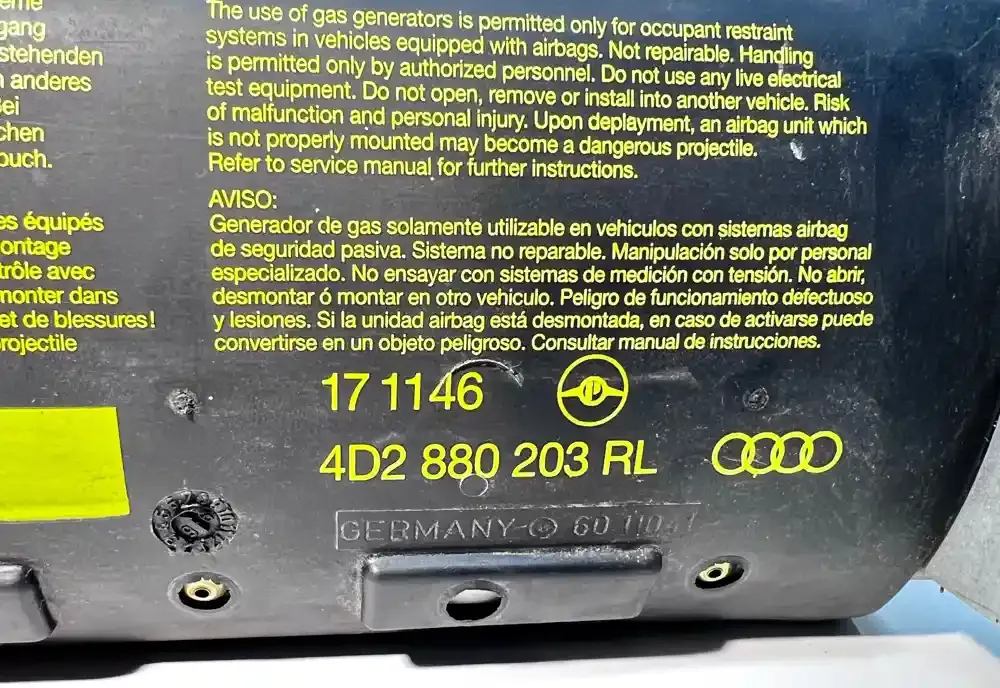 gang
stehenden
anderes
ouch.
The use of gas generators is permitted only for occupant restraint
systems in vehicles equipped with airbags. Not repairable. Handling
is permitted only by authorized personnel. Do not use any live electrical
test equipment. Do not open, remove or install into another vehicle. Risk
of malfunction and personal injury. Upon deployment, an airbag unit which
is not properly mounted may become a dangerous projectile.
Refer to service manual for further instructions.
es équipés
ontage
trôle avec
monter dans
et de blessures!
rojectile
AVISO:
Generador de gas solamente utilizable en vehículos con sistemas airbag
de seguridad pasiva. Sistema no reparable. Manipulación solo por personal
especializado. No ensayar con sistemas de medición con tensión. No abrir,
desmontar ó montar en otro vehiculo. Peligro de funcionamiento defectuoso
y lesiones. Si la unidad airbag está desmontada, en caso de activarse puede
convertirse en un objeto peligroso. Consultar manual de instrucciones.
17 1146
4D2 880 203 RL
GERMANY